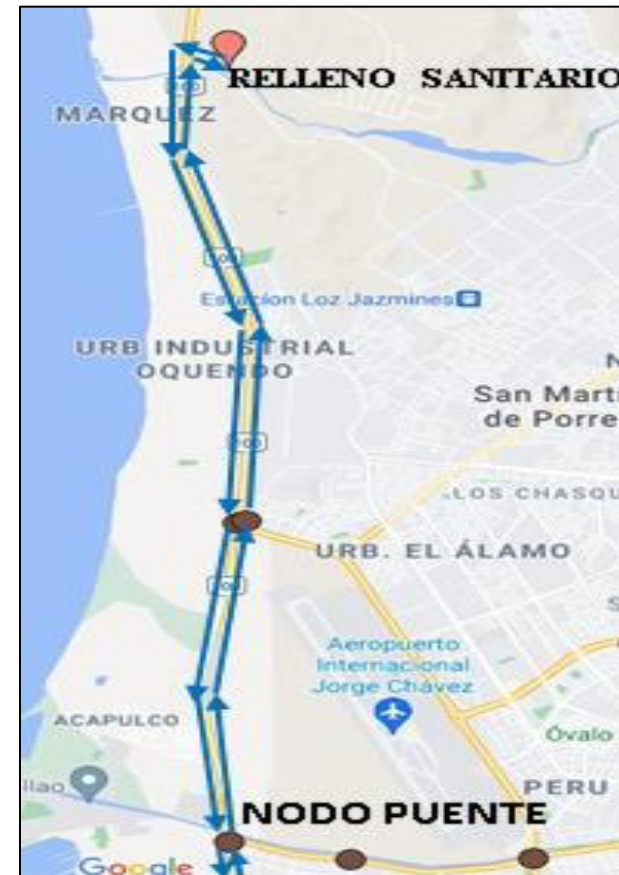 RELLENO SANITARIO
MARQUEZ
Estacion Loz Jazmines
URB INDUSTRIAL
OQUENDO
San Marti
de Porre
LOS CHASQU
URB. EL ÁLAMO
Aeropuerto
Internacional
Jorge Chávez
ACAPULCO
Óvalo
llao
PERU
NODO PUENTE
Google